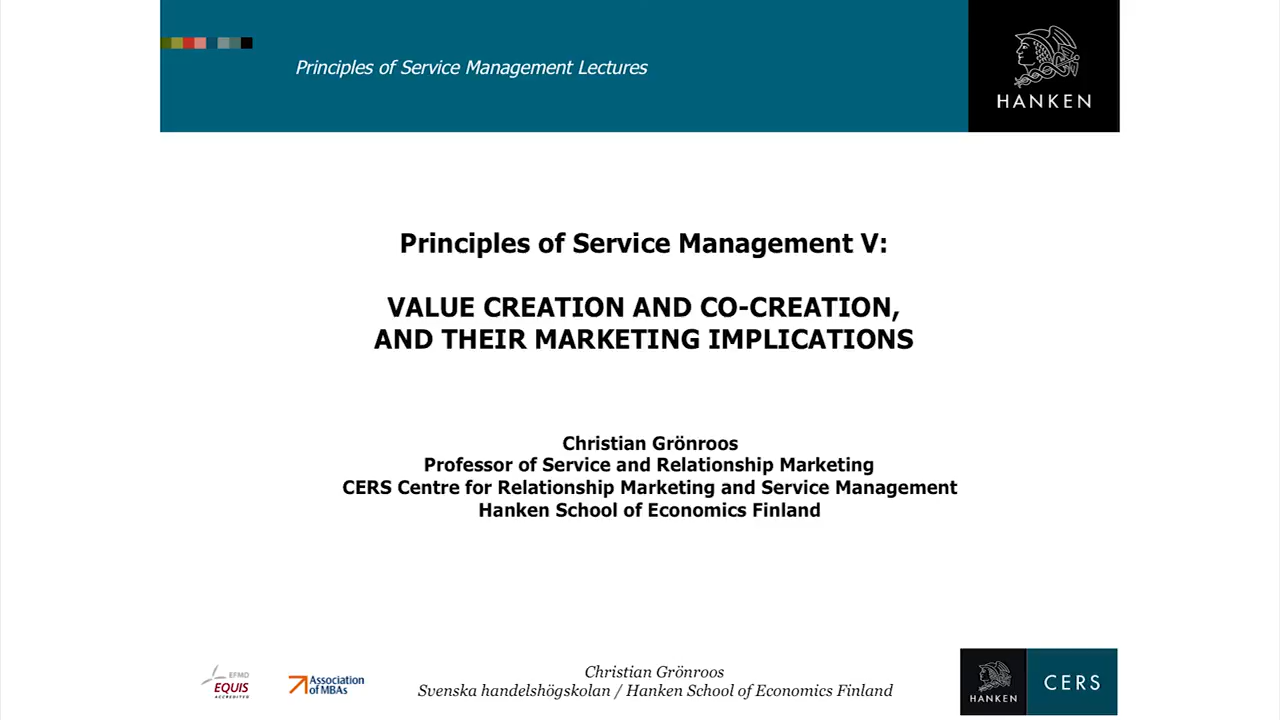 Principles of Service Management Lectures
HANKEN
Principles of Service Management V:
VALUE CREATION AND CO-CREATION,
AND THEIR MARKETING IMPLICATIONS
Christian Grönroos
Professor of Service and Relationship Marketing
CERS Centre for Relationship Marketing and Service Management
Hanken School of Economics Finland
EFMD
EQUIS
ACCREDITED
Association
of MBAs
Christian Grönroos
Svenska handelshögskolan / Hanken School of Economics Finland
HANKEN
CERS